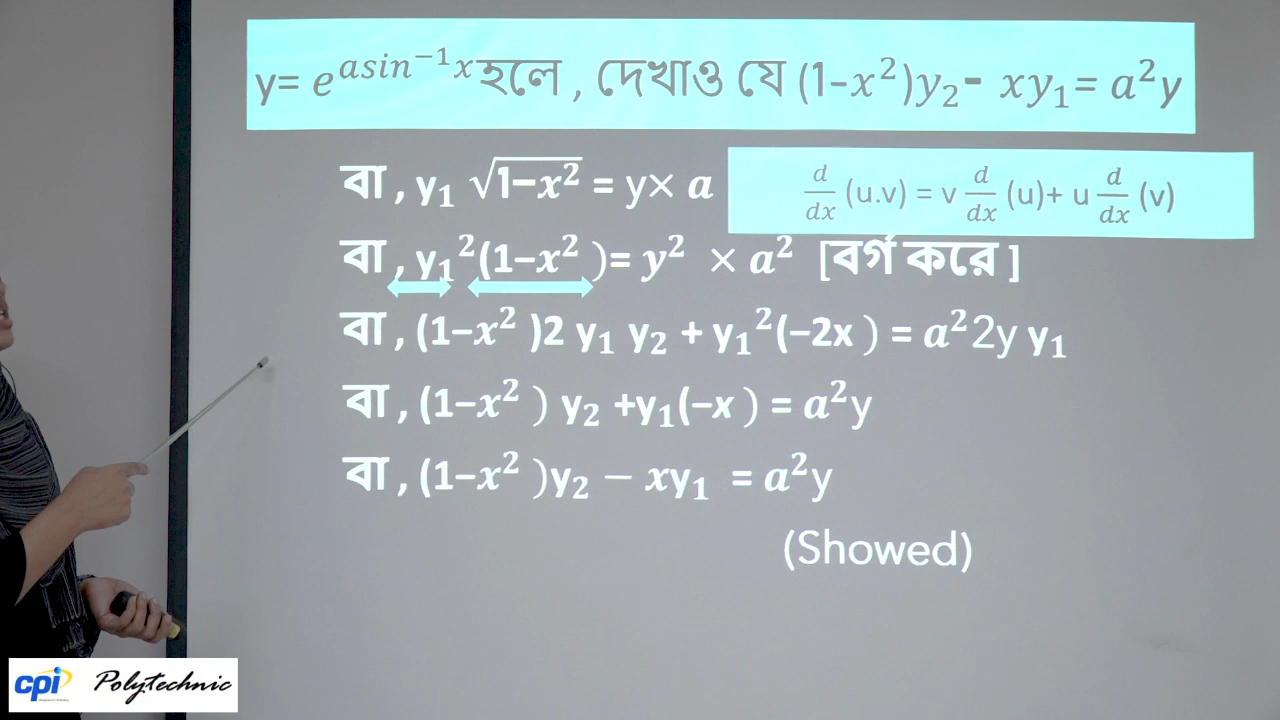 y= e^{asin^{-1}x} হলে , দেখাও যে (1-x²)y₂- xy₁= a²y
বা , y₁ √(1-x²) = y× a
d/dx (u.v) = v d/dx (u)+ u d/dx (v)
বা , y₁²(1-x² )= y² × a² [বর্গ করে ]
বা , (1-x² )2 y₁ y₂ + y₁²(-2x ) = a²2y y₁
বা , (1-x² ) y₂ +y₁(-x ) = a²y
বা , (1-x² )y₂ - xy₁ = a²y
(Showed)
cpi Polytechnic